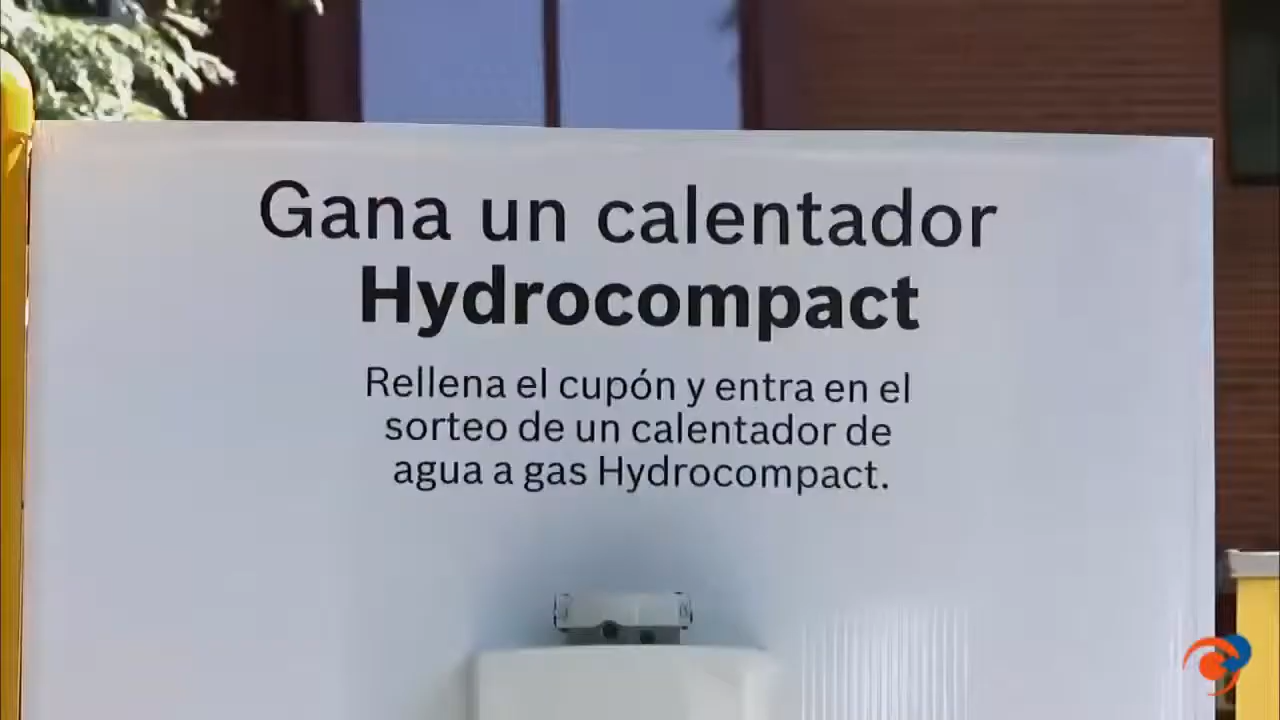 Gana un calentador
Hydrocompact
Rellena el cupón y entra en el
sorteo de un calentador de
agua a gas Hydrocompact.